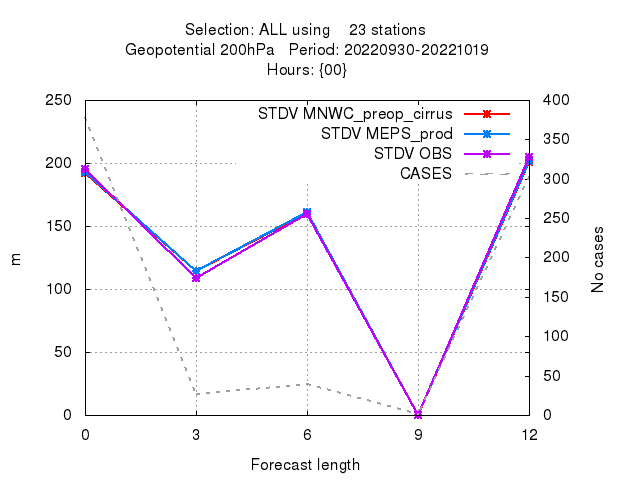 Selection: ALL using 23 stations
Geopotential 200hPa Period: 20220930-20221019
Hours: {00}
250 400
STDV MNWC_preop_cirrus
STDV MEPS_prod
STDV OBS
CASES
350
200
300
150
250
200
100
150
100
50
50
0 0
m
No cases
0 3 6 9 12
Forecast length